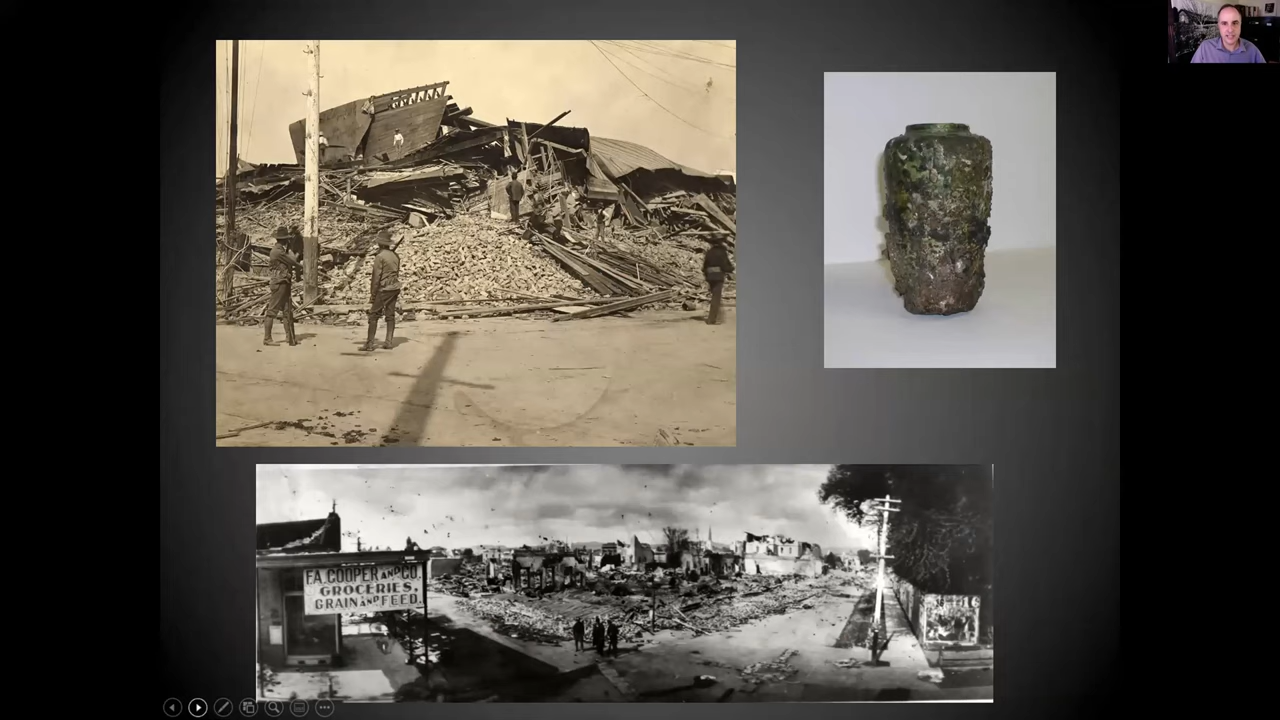 F.A. COOPER AND CO.
GROCERIES,
GRAIN AND FEED.